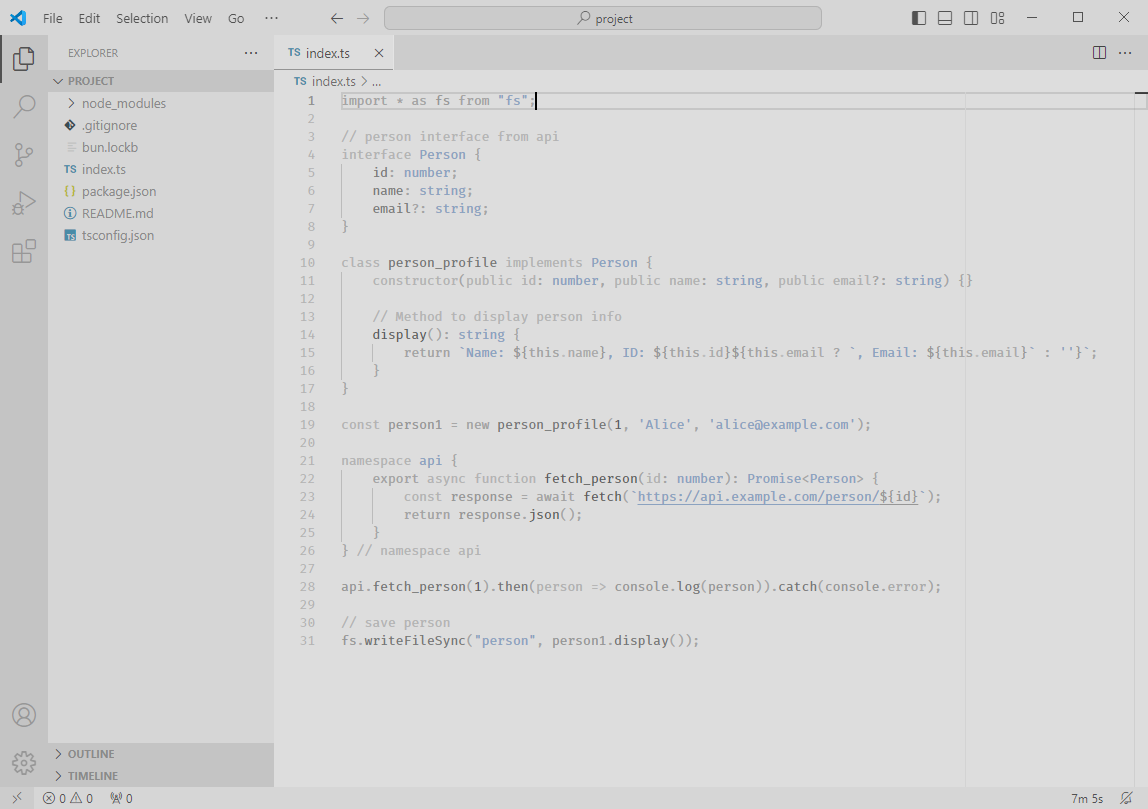 File Edit Selection View Go ··· project
EXPLORER ···
TS index.ts
PROJECT
TS index.ts > ...
node_modules
.gitignore
bun.lockb
TS index.ts
{} package.json
README.md
TS tsconfig.json
1 import * as fs from "fs";
2
3 // person interface from api
4 interface Person {
5 id: number;
6 name: string;
7 email?: string;
8 }
9
10 class person_profile implements Person {
11 constructor(public id: number, public name: string, public email?: string) {}
12
13 // Method to display person info
14 display(): string {
15 return `Name: ${this.name}, ID: ${this.id}${this.email ? `, Email: ${this.email}` : ''}`;
16 }
17 }
18
19 const person1 = new person_profile(1, 'Alice', 'alice@example.com');
20
21 namespace api {
22 export async function fetch_person(id: number): Promise<Person> {
23 const response = await fetch(`https://api.example.com/person/${id}`);
24 return response.json();
25 }
26 } // namespace api
27
28 api.fetch_person(1).then(person => console.log(person)).catch(console.error);
29
30 // save person
31 fs.writeFileSync("person", person1.display());
OUTLINE
TIMELINE
0 0 0 7m 5s